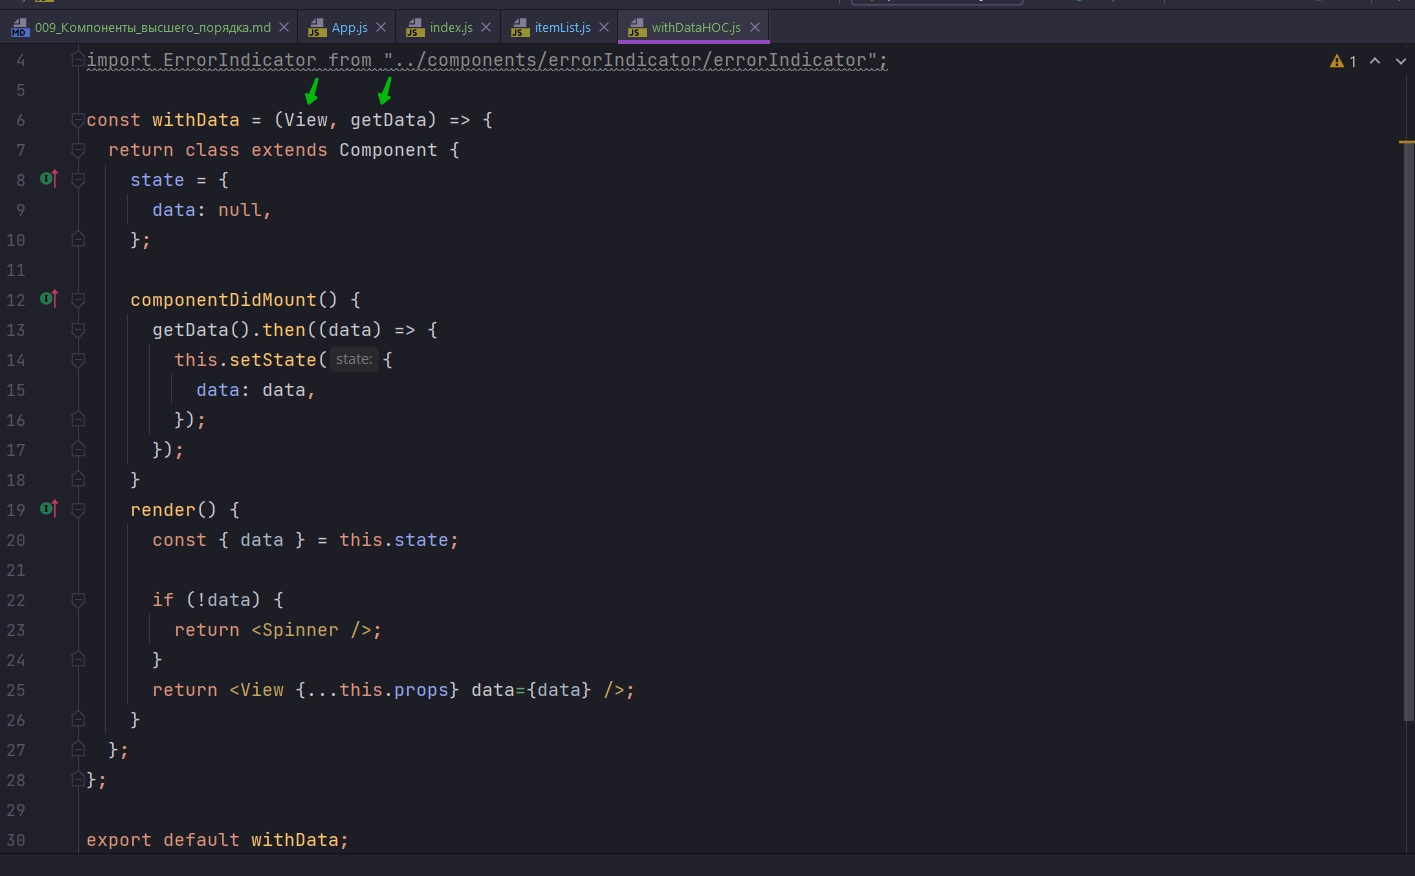 009_Компоненты_высшего_порядка.md
App.js
index.js
itemList.js
withDataHOC.js
4 import ErrorIndicator from "../components/errorIndicator/errorIndicator";
1
5
6 const withData = (View, getData) => {
7 return class extends Component {
8 state = {
9 data: null,
10 };
11
12 componentDidMount() {
13 getData().then((data) => {
14 this.setState( state: {
15 data: data,
16 });
17 });
18 }
19 render() {
20 const { data } = this.state;
21
22 if (!data) {
23 return <Spinner />;
24 }
25 return <View {...this.props} data={data} />;
26 }
27 };
28 };
29
30 export default withData;